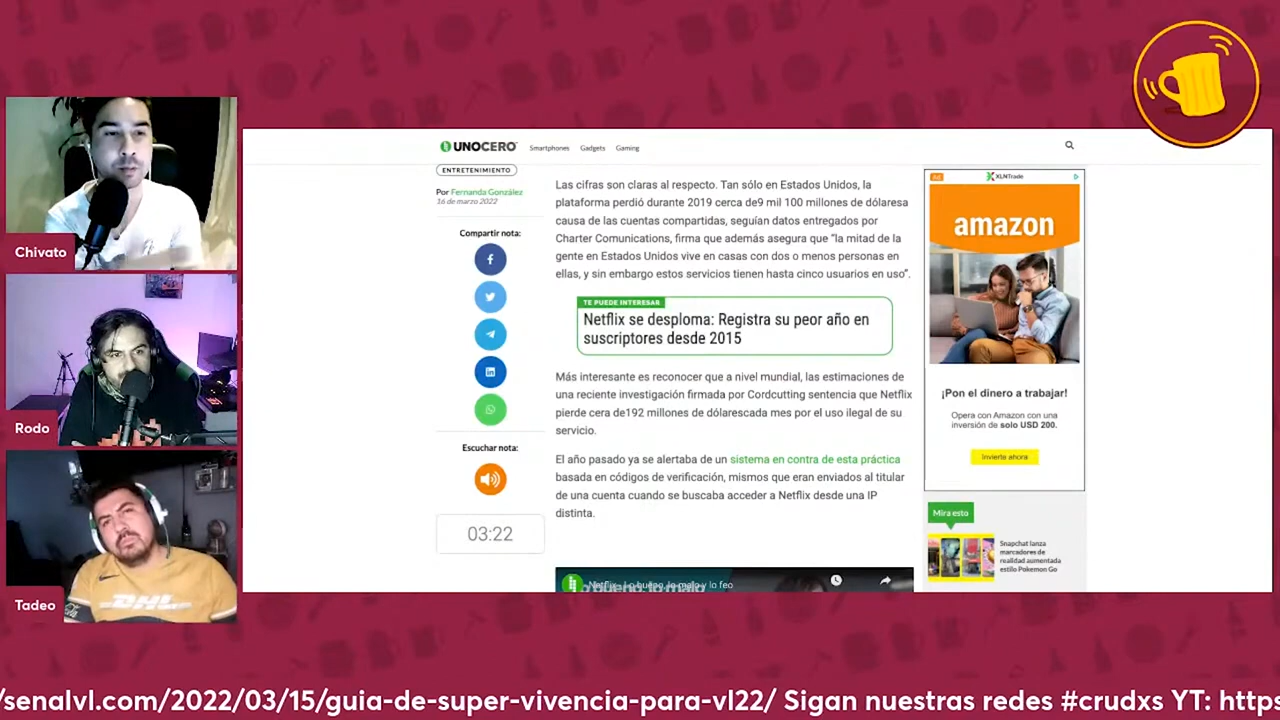 Chivato
Rodo
DHL
Tadeo
UNOCERO
Smartphones Gadgets Gaming
ENTRETENIMIENTO
Por Fernanda González
16 de marzo 2022
Compartir nota:
Escuchar nota:
03:22
Las cifras son claras al respecto. Tan sólo en Estados Unidos, la
plataforma perdió durante 2019 cerca de9 mil 100 millones de dólaresa
causa de las cuentas compartidas, seguían datos entregados por
Charter Comunications, firma que además asegura que “la mitad de la
gente en Estados Unidos vive en casas con dos o menos personas en
ellas, y sin embargo estos servicios tienen hasta cinco usuarios en uso”.
TE PUEDE INTERESAR
Netflix se desploma: Registra su peor año en
suscriptores desde 2015
Más interesante es reconocer que a nivel mundial, las estimaciones de
una reciente investigación firmada por Cordcutting sentencia que Netflix
pierde cera de192 millones de dólarescada mes por el uso ilegal de su
servicio.
El año pasado ya se alertaba de un sistema en contra de esta práctica
basada en códigos de verificación, mismos que eran enviados al titular
de una cuenta cuando se buscaba acceder a Netflix desde una IP
distinta.
Netflix - Lo bueno, lo malo y lo feo
Ad
XLNTrade
amazon
¡Pon el dinero a trabajar!
Opera con Amazon con una
inversión de solo USD 200.
Invierte ahora
Mira esto
Snapchat lanza
marcadores de
realidad aumentada
estilo Pokemon Go
/senalvl.com/2022/03/15/guia-de-super-vivencia-para-vl22/ Sigan nuestras redes #crudxs YT: https